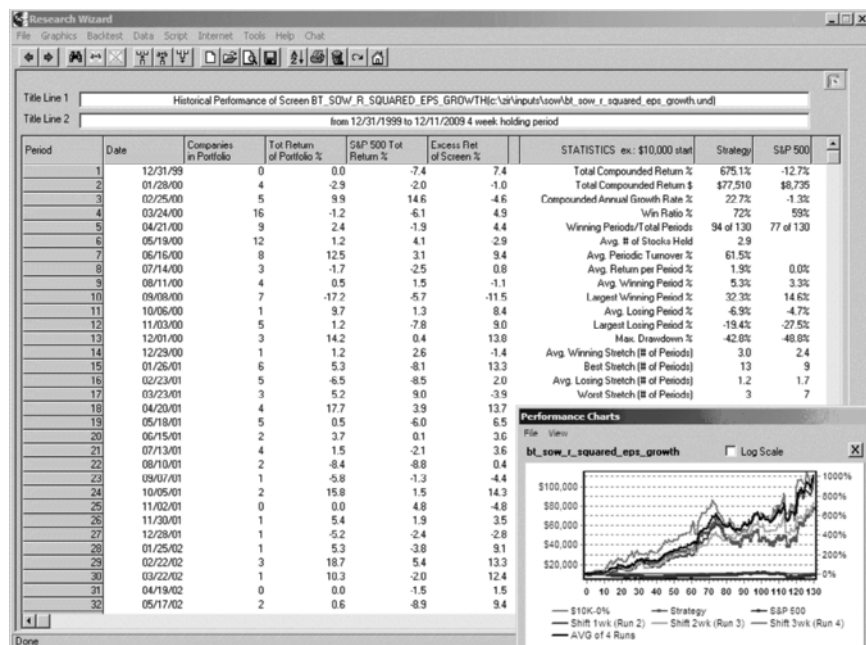 Research Wizard
File Graphics Backtest Data Script Internet Tools Help Chat
Title Line 1 Historical Performance of Screen BT_SOW_R_SQUARED_EPS_GROWTH(c:\zir\inputs\sow\bt_sow_r_squared_eps_growth.und)
Title Line 2 from 12/31/1999 to 12/11/2009 4 week holding period
Period Date Companies in Portfolio Tot Return of Portfolio % S&P 500 Tot Return % Excess Ret of Screen % STATISTICS ex.: $10,000 start Strategy S&P 500
1 12/31/99 0 0.0 -7.4 7.4 Total Compounded Return % 675.1% -12.7%
2 01/28/00 4 -2.9 -2.0 -1.0 Total Compounded Return $ $77,510 $8,735
3 02/25/00 5 9.9 14.6 -4.6 Compounded Annual Growth Rate % 22.7% -1.3%
4 03/24/00 16 -1.2 -6.1 4.9 Win Ratio % 72% 59%
5 04/21/00 9 2.4 -1.9 4.4 Winning Periods/Total Periods 94 of 130 77 of 130
6 05/19/00 12 1.2 4.1 -2.9 Avg. # of Stocks Held 2.9
7 06/16/00 8 12.5 3.1 9.4 Avg. Periodic Turnover % 61.5%
8 07/14/00 3 -1.7 -2.5 0.8 Avg. Return per Period % 1.9% 0.0%
9 08/11/00 4 0.5 1.5 -1.1 Avg. Winning Period % 5.3% 3.3%
10 09/08/00 7 -17.2 -5.7 -11.5 Largest Winning Period % 32.3% 14.6%
11 10/06/00 1 9.7 1.3 8.4 Avg. Losing Period % -6.9% -4.7%
12 11/03/00 5 1.2 -7.8 9.0 Largest Losing Period % -19.4% -27.5%
13 12/01/00 3 14.2 0.4 13.8 Max. Drawdown % -42.8% -48.8%
14 12/29/00 1 1.2 2.6 -1.4 Avg. Winning Stretch (# of Periods) 3.0 2.4
15 01/26/01 6 5.3 -8.1 13.3 Best Stretch (# of Periods) 13 9
16 02/23/01 5 -6.5 -8.5 2.0 Avg. Losing Stretch (# of Periods) 1.2 1.7
17 03/23/01 3 5.2 9.0 -3.9 Worst Stretch (# of Periods) 3 7
18 04/20/01 4 17.7 3.9 13.7
19 05/18/01 5 0.5 -6.0 6.5
20 06/15/01 2 3.7 0.1 3.6
21 07/13/01 4 1.5 -2.1 3.6
22 08/10/01 2 -8.4 -8.8 0.4
23 09/07/01 1 -5.8 -1.3 -4.4
24 10/05/01 2 15.8 1.5 14.3
25 11/02/01 0 0.0 4.8 -4.8
26 11/30/01 1 5.4 1.9 3.5
27 12/28/01 1 -5.2 -2.4 -2.8
28 01/25/02 1 5.3 -3.8 9.1
29 02/22/02 3 18.7 5.4 13.3
30 03/22/02 1 10.3 -2.0 12.4
31 04/19/02 0 0.0 -1.5 1.5
32 05/17/02 2 0.6 -8.9 9.4
Done
Performance Charts
File View
bt_sow_r_squared_eps_growth Log Scale
$100,000 1000%
$80,000 800%
$60,000 600%
$40,000 400%
$20,000 200%
0%
0 10 20 30 40 50 60 70 80 90 100 110 120 130
$10K-0% Strategy S&P 500
Shift 1wk (Run 2) Shift 2wk (Run 3) Shift 3wk (Run 4)
AVG of 4 Runs